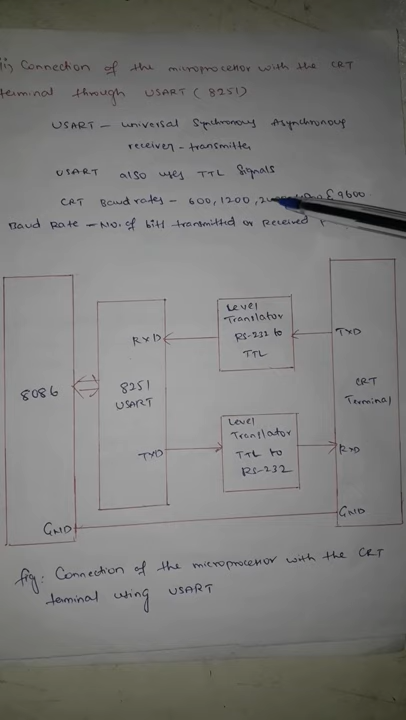 ii, Connection of the microprocessor with the CRT
terminal through USART ( 8251)
USART - Universal Synchronous Asynchronous
receiver - transmitter
USART also uses TTL Signals
CRT Baud rates - 600, 1200, & 9600
Baud Rate - No. of bits transmitted or Received
Level
Translator
RS-232 to
TTL
RXD
TXD
8086
8251
USART
CRT
Terminal
Level
Translator
TTL to
RS-232
TXD
RXD
GND
GND
fig: Connection of the microprocessor with the CRT
terminal using USART